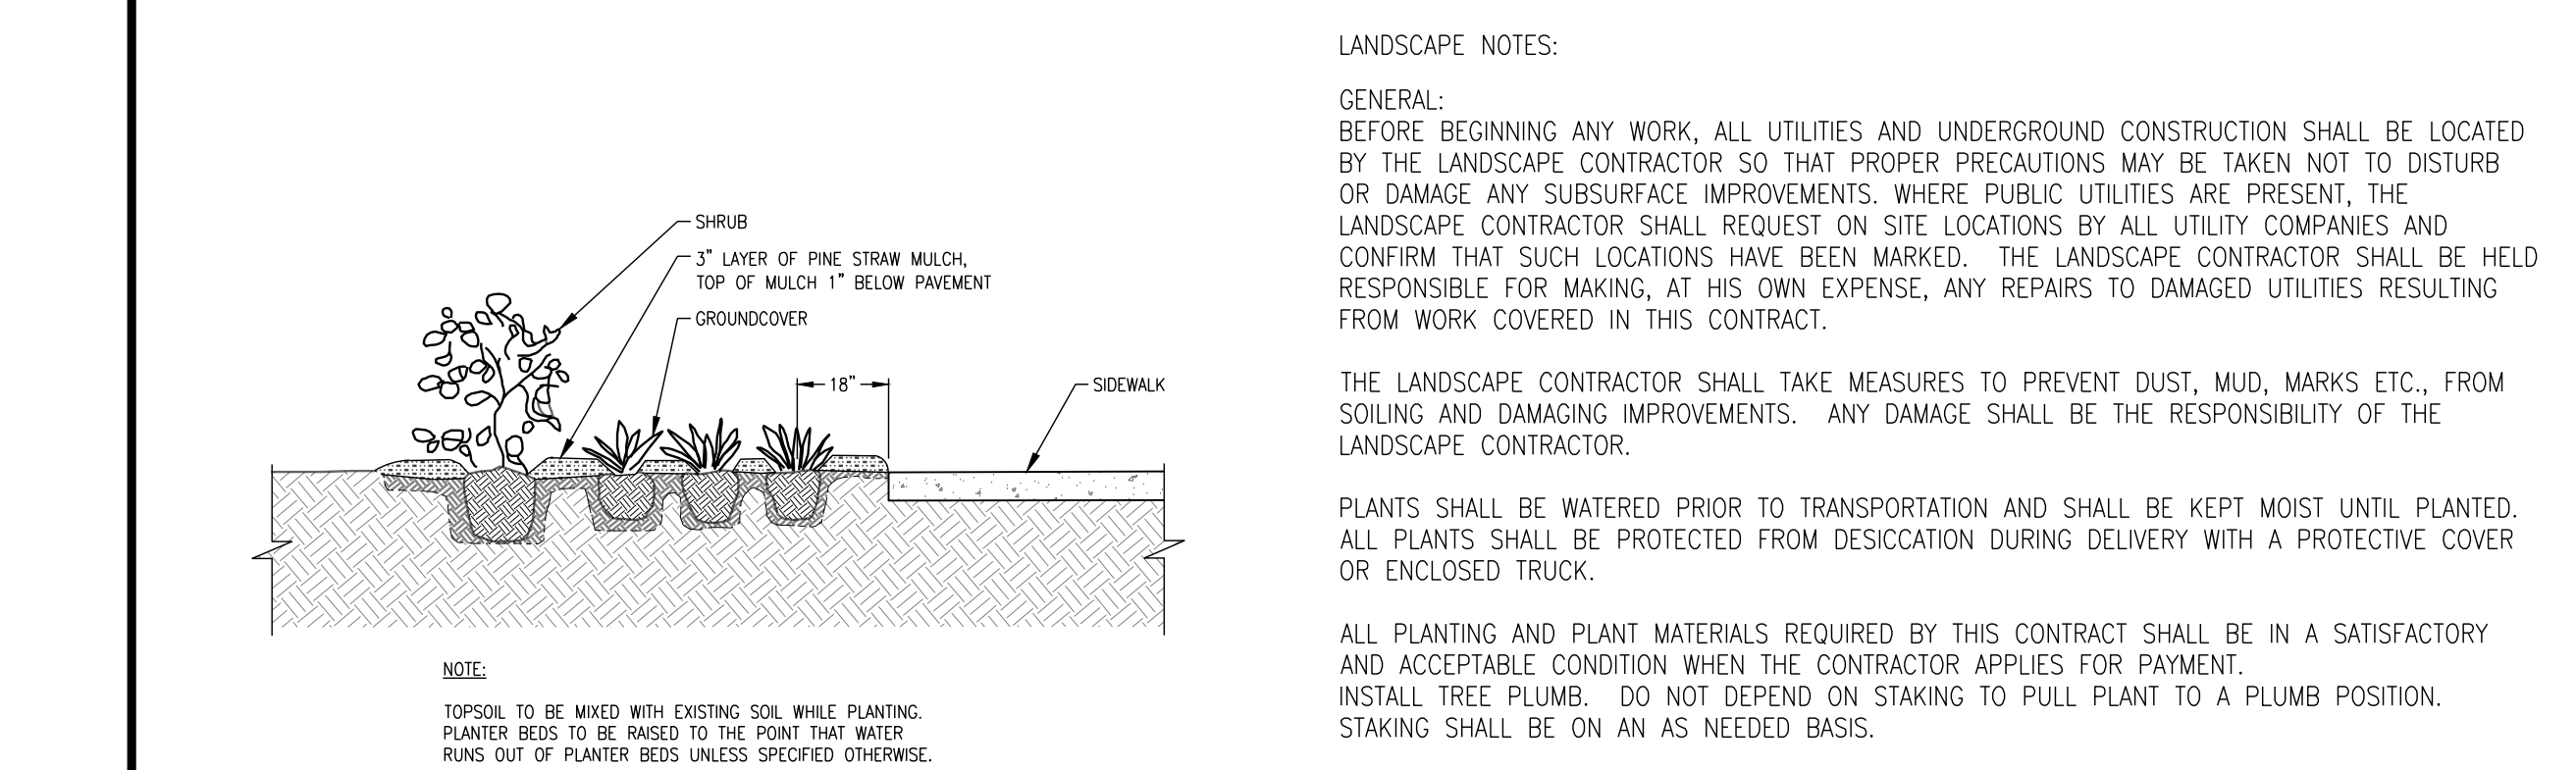 SHRUB
3" LAYER OF PINE STRAW MULCH,
TOP OF MULCH 1" BELOW PAVEMENT
GROUNDCOVER
18"
SIDEWALK
NOTE:
TOPSOIL TO BE MIXED WITH EXISTING SOIL WHILE PLANTING.
PLANTER BEDS TO BE RAISED TO THE POINT THAT WATER
RUNS OUT OF PLANTER BEDS UNLESS SPECIFIED OTHERWISE.
LANDSCAPE NOTES:
GENERAL:
BEFORE BEGINNING ANY WORK, ALL UTILITIES AND UNDERGROUND CONSTRUCTION SHALL BE LOCATED
BY THE LANDSCAPE CONTRACTOR SO THAT PROPER PRECAUTIONS MAY BE TAKEN NOT TO DISTURB
OR DAMAGE ANY SUBSURFACE IMPROVEMENTS. WHERE PUBLIC UTILITIES ARE PRESENT, THE
LANDSCAPE CONTRACTOR SHALL REQUEST ON SITE LOCATIONS BY ALL UTILITY COMPANIES AND
CONFIRM THAT SUCH LOCATIONS HAVE BEEN MARKED. THE LANDSCAPE CONTRACTOR SHALL BE HELD
RESPONSIBLE FOR MAKING, AT HIS OWN EXPENSE, ANY REPAIRS TO DAMAGED UTILITIES RESULTING
FROM WORK COVERED IN THIS CONTRACT.
THE LANDSCAPE CONTRACTOR SHALL TAKE MEASURES TO PREVENT DUST, MUD, MARKS ETC., FROM
SOILING AND DAMAGING IMPROVEMENTS. ANY DAMAGE SHALL BE THE RESPONSIBILITY OF THE
LANDSCAPE CONTRACTOR.
PLANTS SHALL BE WATERED PRIOR TO TRANSPORTATION AND SHALL BE KEPT MOIST UNTIL PLANTED.
ALL PLANTS SHALL BE PROTECTED FROM DESICCATION DURING DELIVERY WITH A PROTECTIVE COVER
OR ENCLOSED TRUCK.
ALL PLANTING AND PLANT MATERIALS REQUIRED BY THIS CONTRACT SHALL BE IN A SATISFACTORY
AND ACCEPTABLE CONDITION WHEN THE CONTRACTOR APPLIES FOR PAYMENT.
INSTALL TREE PLUMB. DO NOT DEPEND ON STAKING TO PULL PLANT TO A PLUMB POSITION.
STAKING SHALL BE ON AN AS NEEDED BASIS.